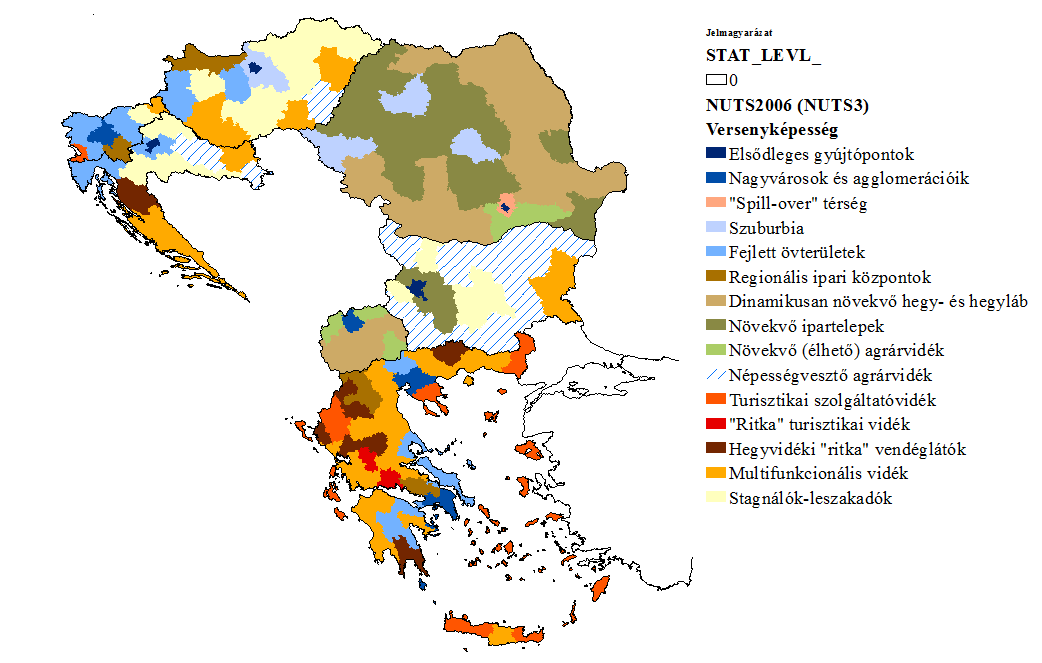 Jelmagyarázat
STAT_LEVL_
0
NUTS2006 (NUTS3)
Versenyképesség
Elsődleges gyűjtópontok
Nagyvárosok és agglomerációik
"Spill-over" térség
Szuburbia
Fejlett övterületek
Regionális ipari központok
Dinamikusan növekvő hegy- és hegyláb
Növekvő ipartelepek
Növekvő (élhető) agrárvidék
Népességvesztő agrárvidék
Turisztikai szolgáltatóvidék
"Ritka" turisztikai vidék
Hegyvidéki "ritka" vendéglátók
Multifunkcionális vidék
Stagnálók-leszakadók